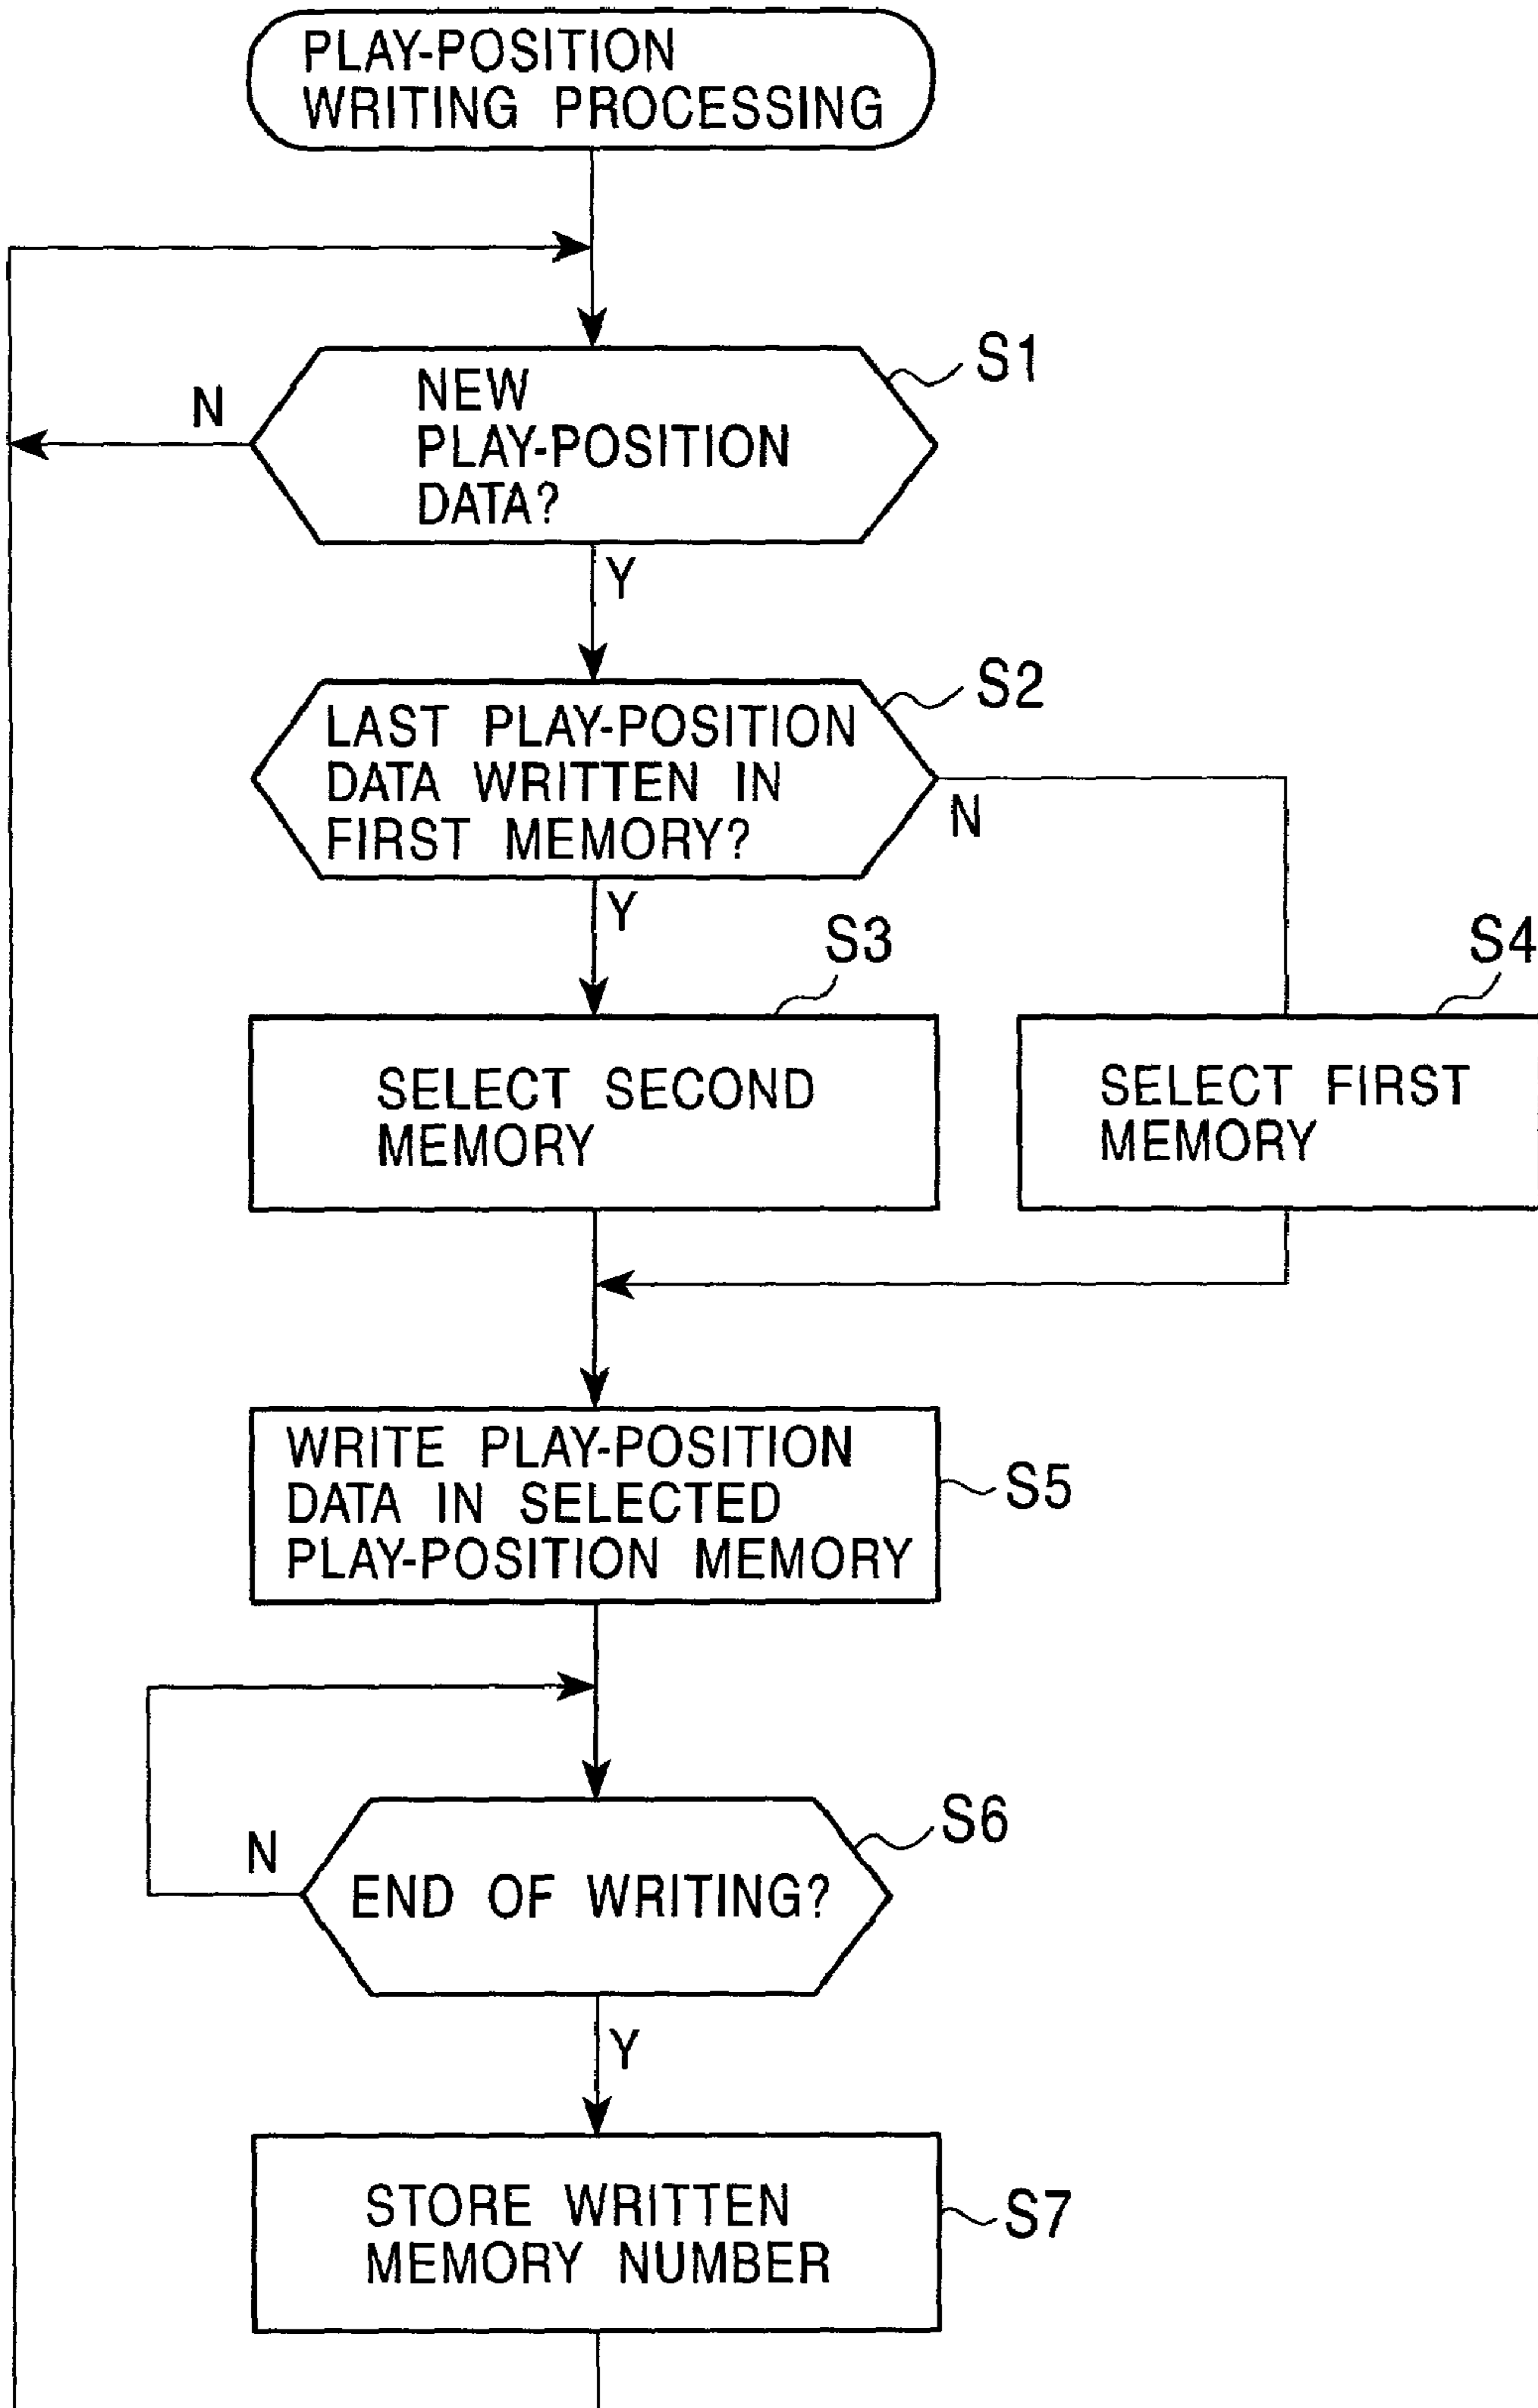 PLAY-POSITION
WRITING PROCESSING
S1
NEW
PLAY-POSITION
DATA?
N
Y
S2
LAST PLAY-POSITION
DATA WRITTEN IN
FIRST MEMORY?
N
Y
S3
S4
SELECT SECOND
MEMORY
SELECT FIRST
MEMORY
WRITE PLAY-POSITION
DATA IN SELECTED
PLAY-POSITION MEMORY
S5
S6
N
END OF WRITING?
Y
STORE WRITTEN
MEMORY NUMBER
S7